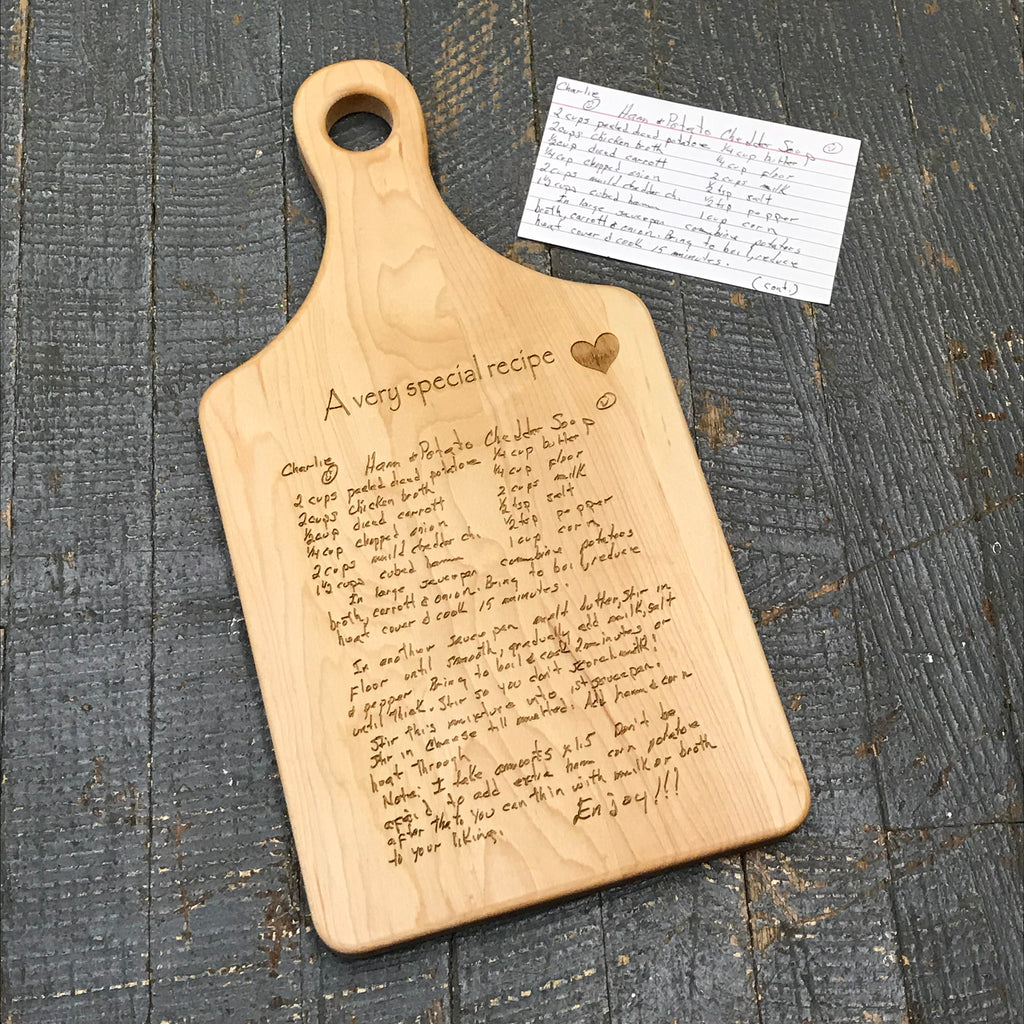 Charlie
Ham & Potato Cheddar Soup
2 cups peeled diced potatoes 1/4 cup butter
2 cups chicken broth 1/4 cup floor
1/2 cup diced carrott 2 cups milk
1/4 cup chopped onion 1/2 tsp salt
2 cups muild chedder ch. 1/2 tsp pepper
1 1/2 cups cubed hamm 1 cup corn
In large saucepan combine potatoes
broth, carrott & onion. Bring to boil, reduce
heat cover & cook 15 minutes.
(cont.)
A very special recipe
Charlie
Ham & Potato Chedder Soup
2 cups peeled diced potatoes 1/4 cup butter
2 cups chicken broth 1/4 cup floor
1/2 cup diced carrott 2 cups milk
1/4 cup chopped onion 1/2 tsp salt
2 cups muild chedder ch. 1/2 tsp pepper
1 1/2 cups cubed hamm 1 cup corn
In large saucepan combine potatoes
broth, carrott & onion. Bring to boil, reduce
heat cover & cook 15 minutes.
In another saucepan melt butter, Stir in
Floor until smooth, gradually add milk, salt
& pepper Bring to boil & cook 2 minutes or
until thick. Stir so you don't scorch milk!
Stir this mixture into 1st saucepan.
Stir in Cheese till melted. Add hamm & corn
heat through
Note: I take amoots x 1.5 Don't be
afraid to add extra hamm corn potatoe
after that you can thin with milk or broth
to your liking. Enjoy!!!